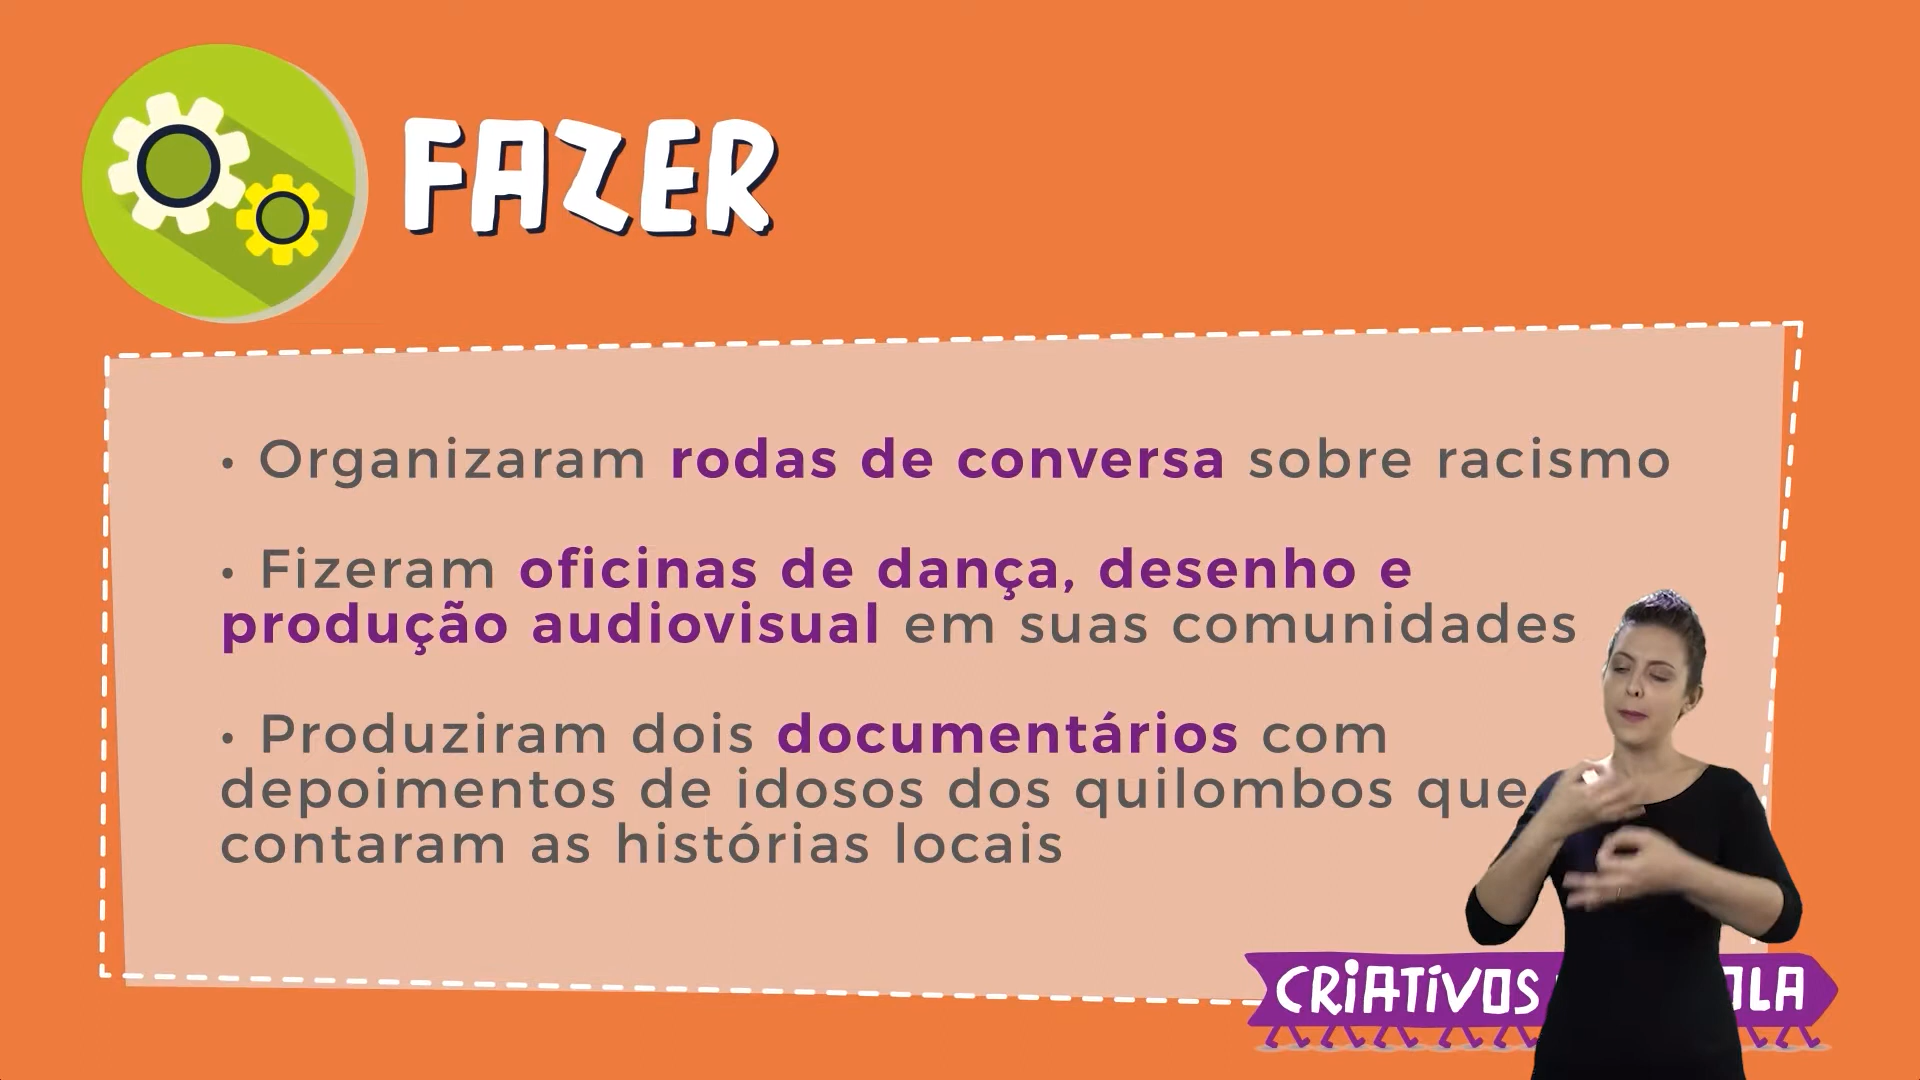 FAZER
• Organizaram rodas de conversa sobre racismo
• Fizeram oficinas de dança, desenho e
produção audiovisual em suas comunidades
• Produziram dois documentários com
depoimentos de idosos dos quilombos que
contaram as histórias locais
CRiATiVOS